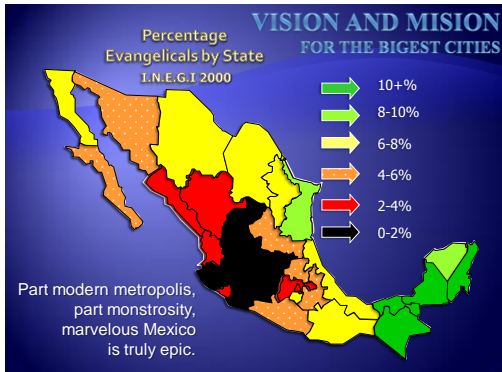 VISION AND MISION
FOR THE BIGEST CITIES
Percentage
Evangelicals by State
I.N.E.G.I 2000
10+%
8-10%
6-8%
4-6%
2-4%
0-2%
Part modern metropolis,
part monstrosity,
marvelous Mexico
is truly epic.